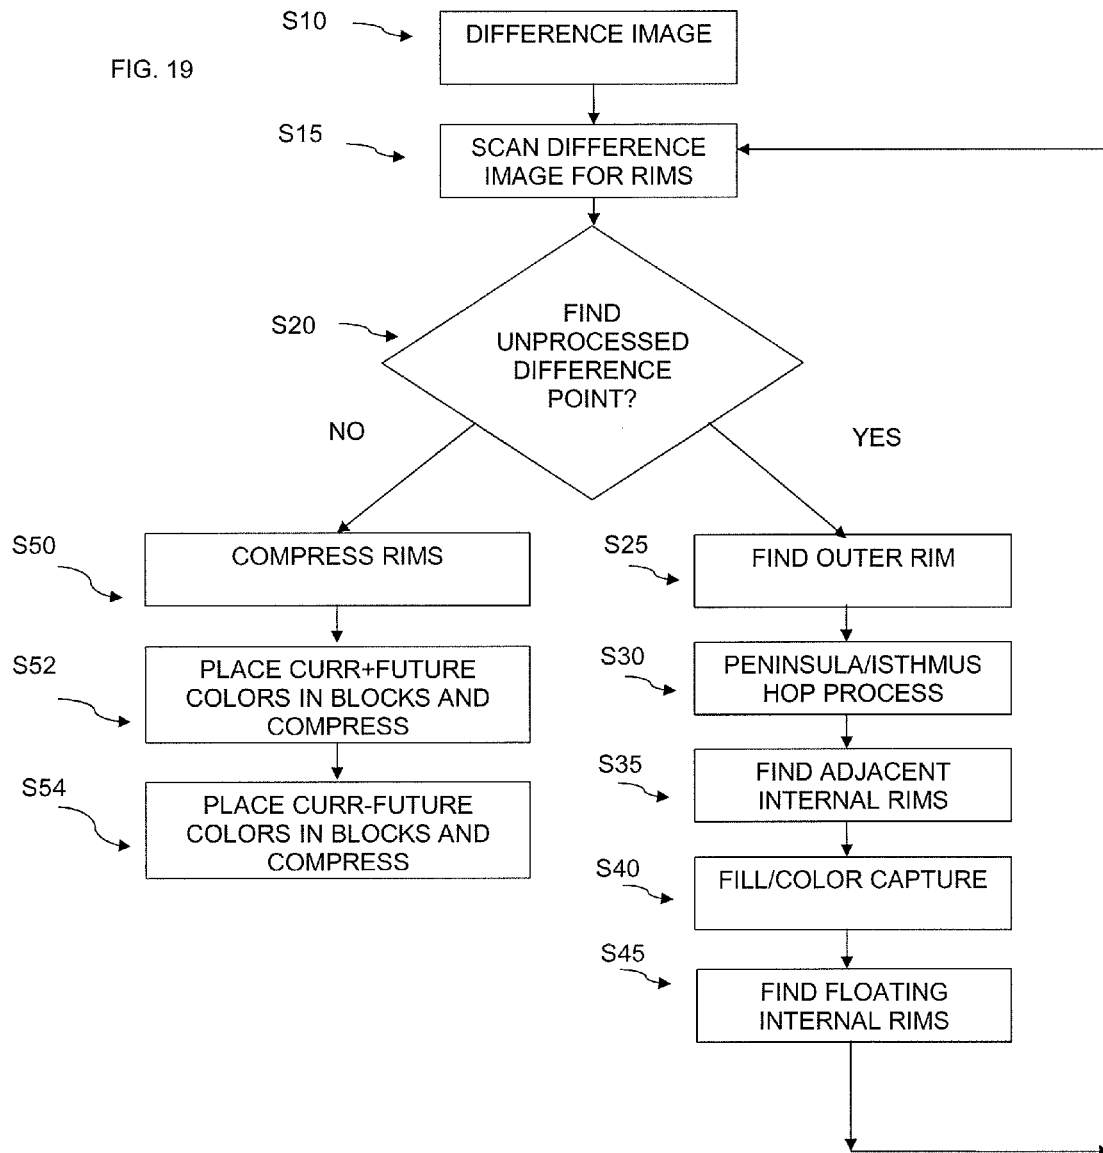 S10
DIFFERENCE IMAGE
FIG. 19
S15
SCAN DIFFERENCE
IMAGE FOR RIMS
S20
FIND
UNPROCESSED
DIFFERENCE
POINT?
NO
YES
S50
COMPRESS RIMS
S25
FIND OUTER RIM
S52
PLACE CURR+FUTURE
COLORS IN BLOCKS AND
COMPRESS
S30
PENINSULA/ISTHMUS
HOP PROCESS
S54
PLACE CURR-FUTURE
COLORS IN BLOCKS AND
COMPRESS
S35
FIND ADJACENT
INTERNAL RIMS
S40
FILL/COLOR CAPTURE
S45
FIND FLOATING
INTERNAL RIMS